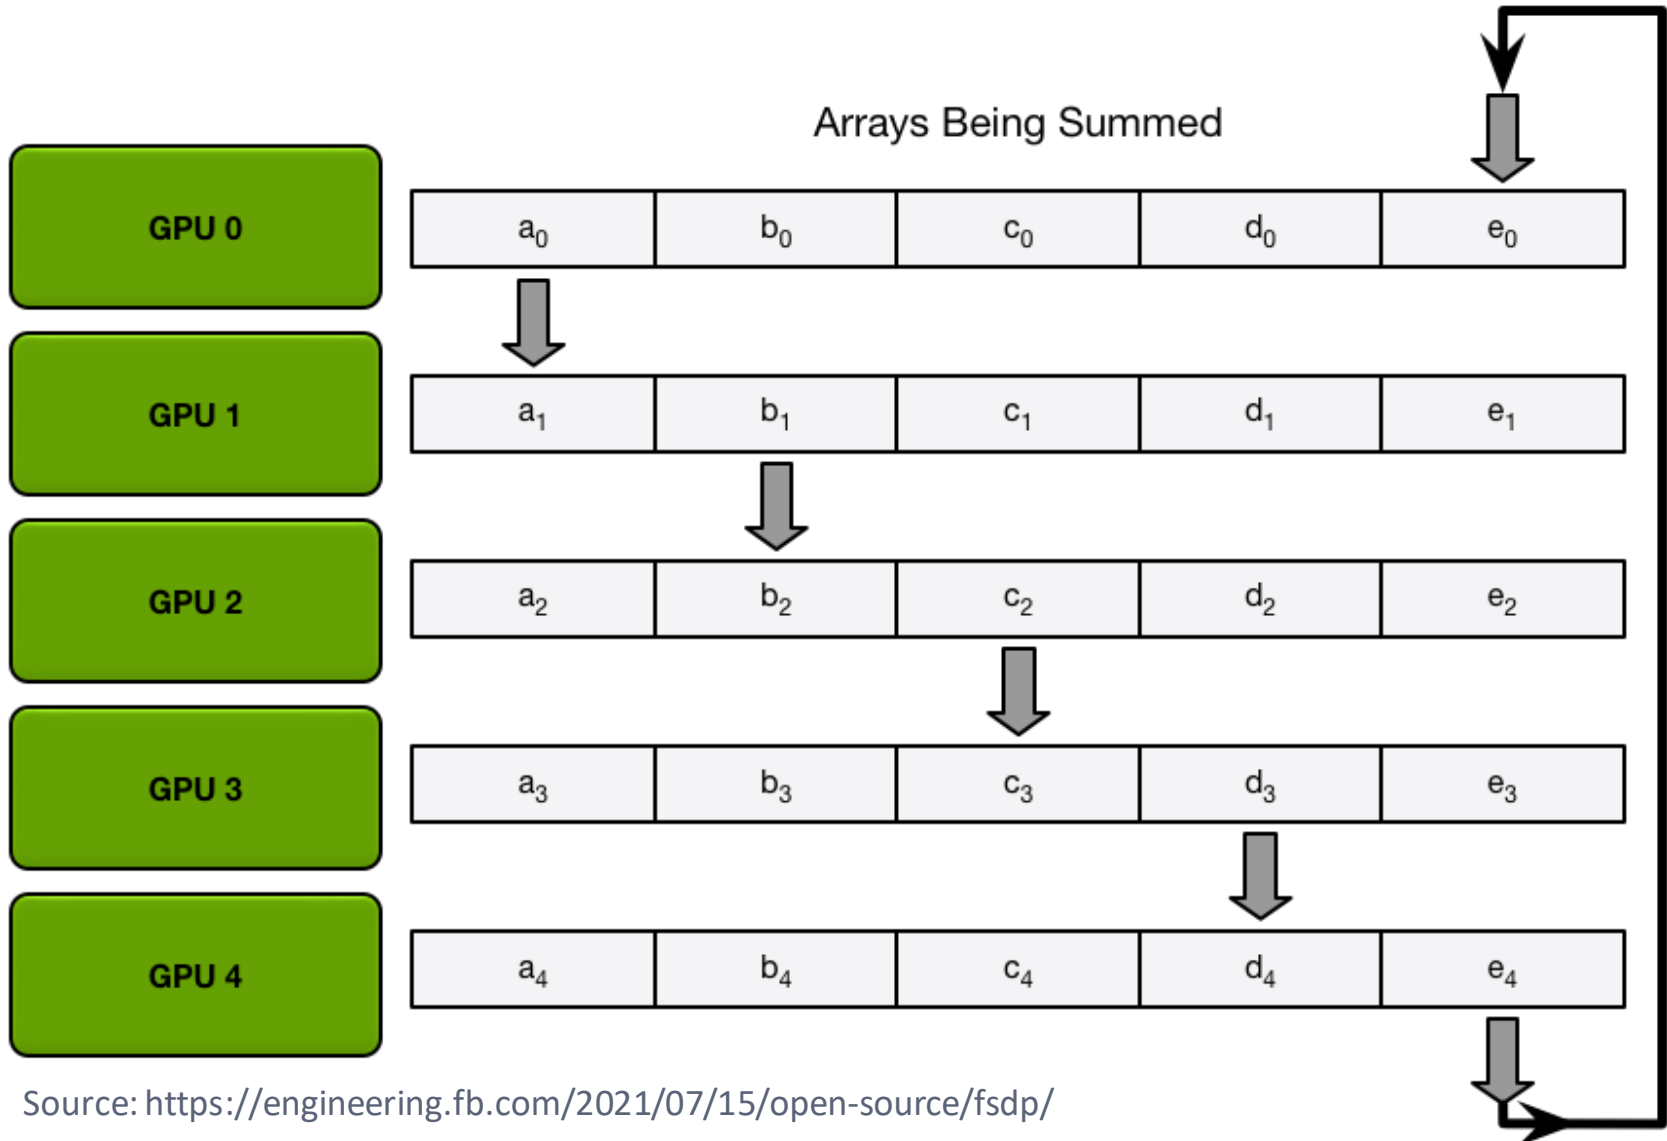 Arrays Being Summed
GPU 0 a₀ b₀ c₀ d₀ e₀
GPU 1 a₁ b₁ c₁ d₁ e₁
GPU 2 a₂ b₂ c₂ d₂ e₂
GPU 3 a₃ b₃ c₃ d₃ e₃
GPU 4 a₄ b₄ c₄ d₄ e₄
Source: https://engineering.fb.com/2021/07/15/open-source/fsdp/